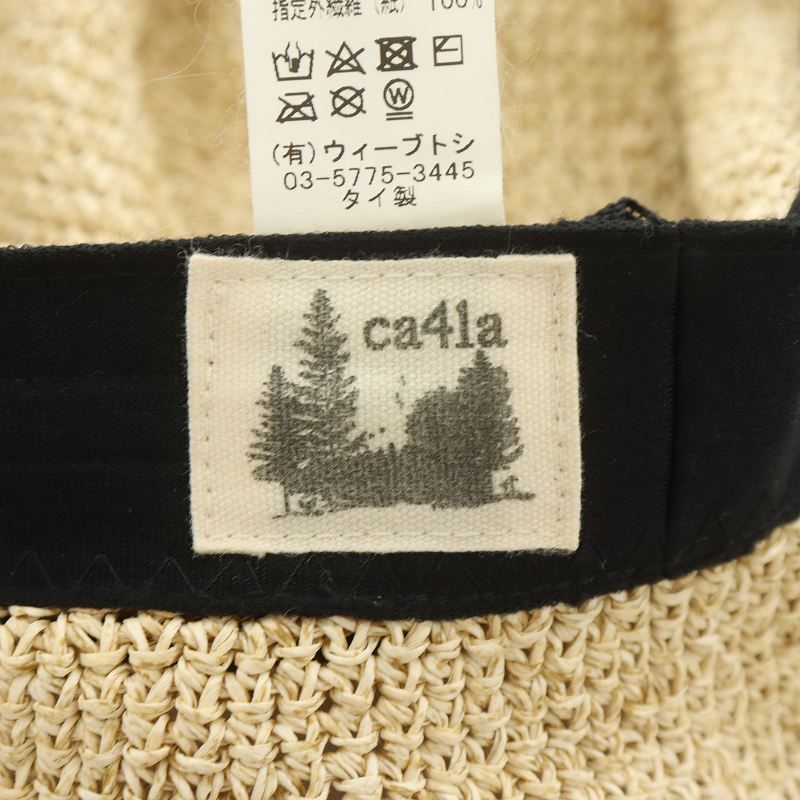 指定外繊維（紙） 100%
W
(有)ウィーブトシ
03-5775-3445
タイ製
ca4la